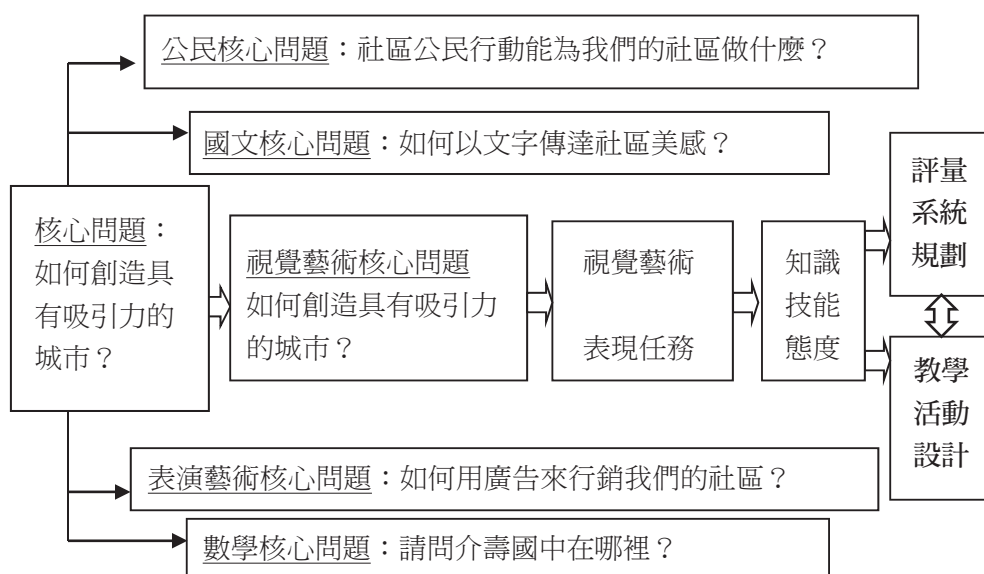 公民核心問題：社區公民行動能為我們的社區做什麼？
國文核心問題：如何以文字傳達社區美感？
核心問題：
如何創造具
有吸引力的
城市？
視覺藝術核心問題
如何創造具有吸引力
的城市？
視覺藝術
表現任務
知識
技能
態度
評量
系統
規劃
教學
活動
設計
表演藝術核心問題：如何用廣告來行銷我們的社區？
數學核心問題：請問介壽國中在哪裡？